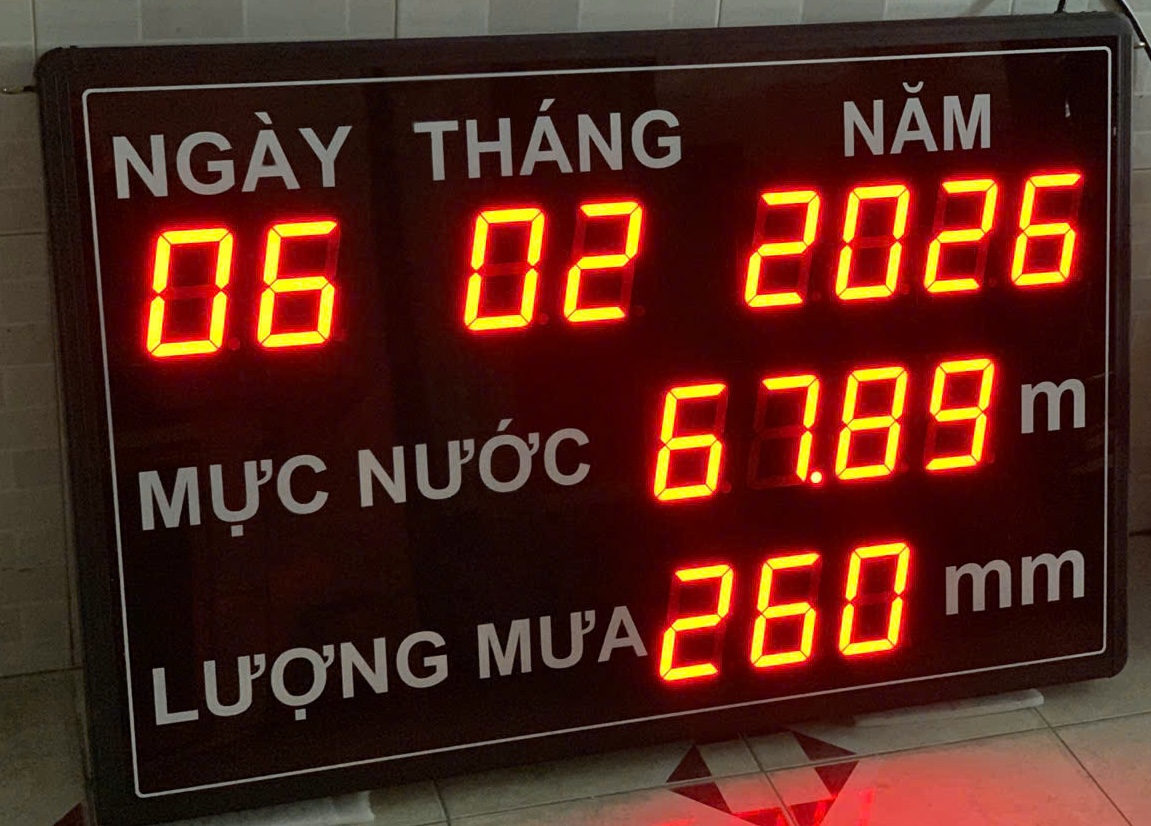 NGÀY THÁNG NĂM
06 02 2026
MỰC NƯỚC 67.89 m
LƯỢNG MƯA 260 mm